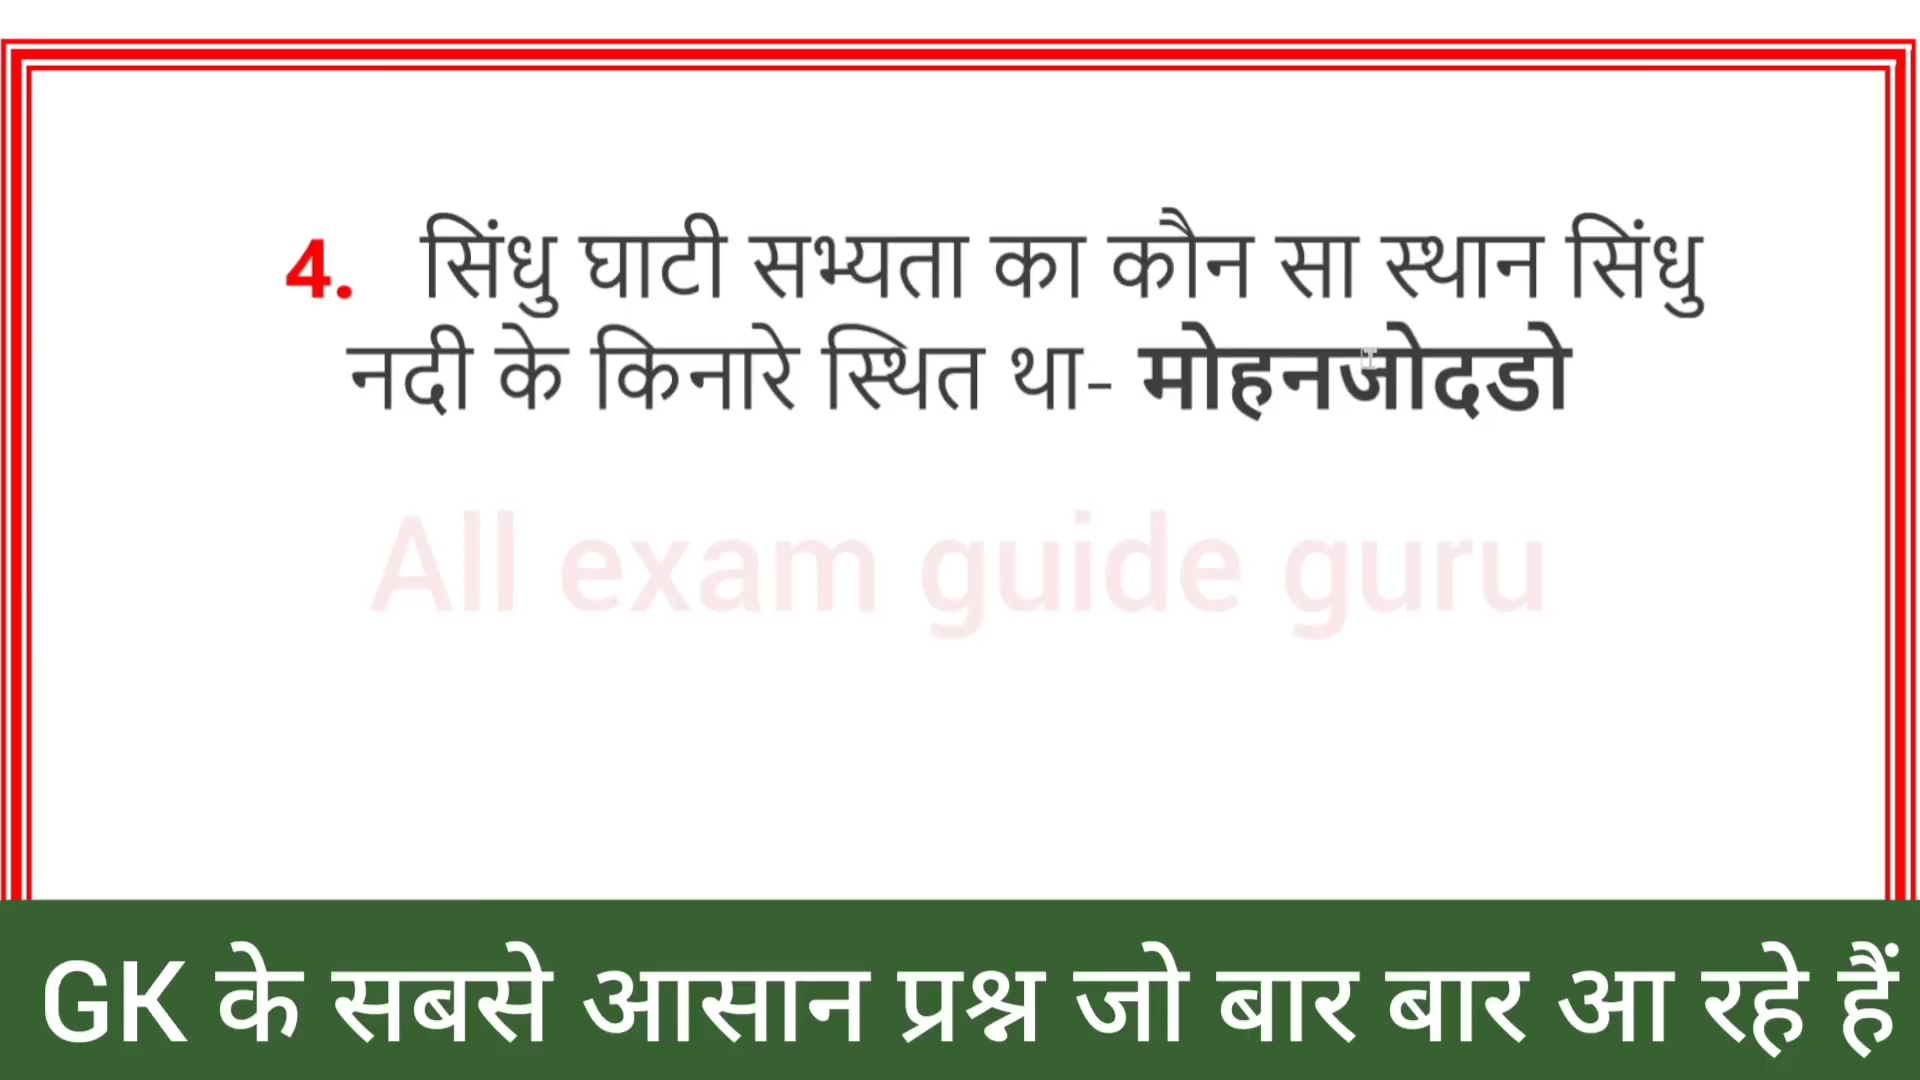 4. सिंधु घाटी सभ्यता का कौन सा स्थान सिंधु
नदी के किनारे स्थित था- मोहनजोदडो
All exam guide guru
GK के सबसे आसान प्रश्न जो बार बार आ रहे हैं